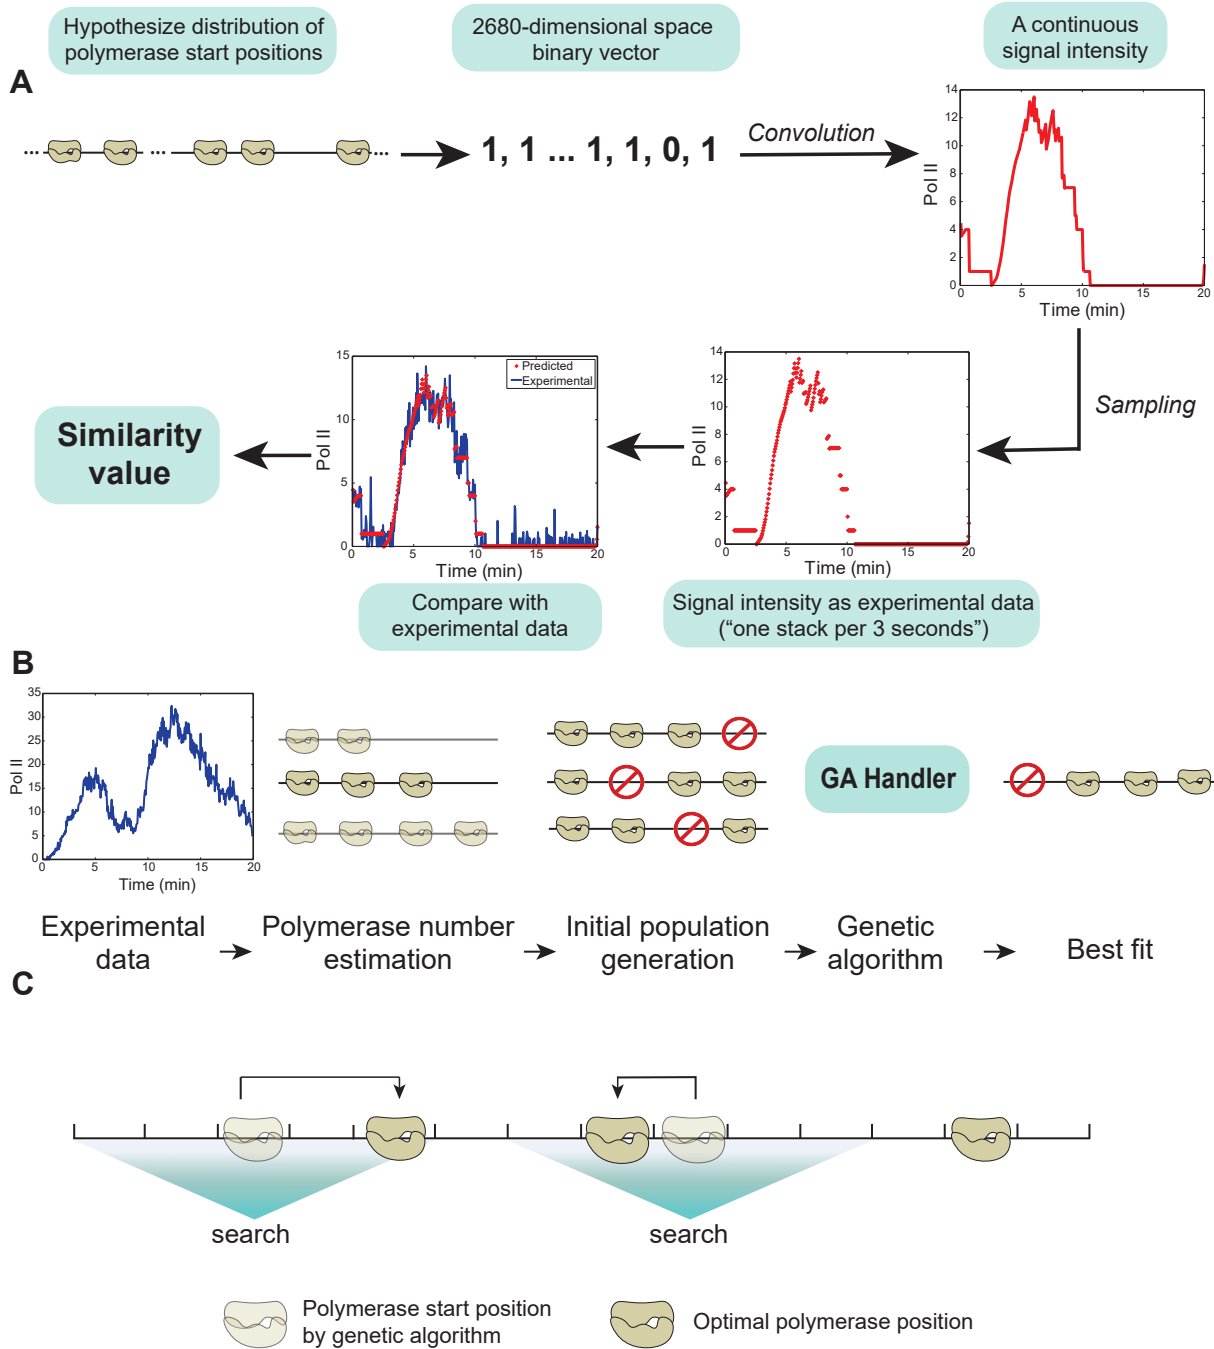 Hypothesize distribution of
polymerase start positions
2680-dimensional space
binary vector
A continuous
signal intensity
A
1, 1 ... 1, 1, 0, 1
Convolution
Pol II
14
12
10
8
6
4
2
0
0
5
10
15
20
Time (min)
Sampling
Similarity
value
Pol II
15
10
5
0
0
5
10
15
20
Predicted
Experimental
Time (min)
Pol II
14
12
10
8
6
4
2
0
0
5
10
15
20
Time (min)
Compare with
experimental data
Signal intensity as experimental data
(“one stack per 3 seconds”)
B
Pol II
35
30
25
20
15
10
5
0
0
5
10
15
20
Time (min)
GA Handler
Experimental
data
Polymerase number
estimation
Initial population
generation
Genetic
algorithm
Best fit
C
search
search
Polymerase start position
by genetic algorithm
Optimal polymerase position